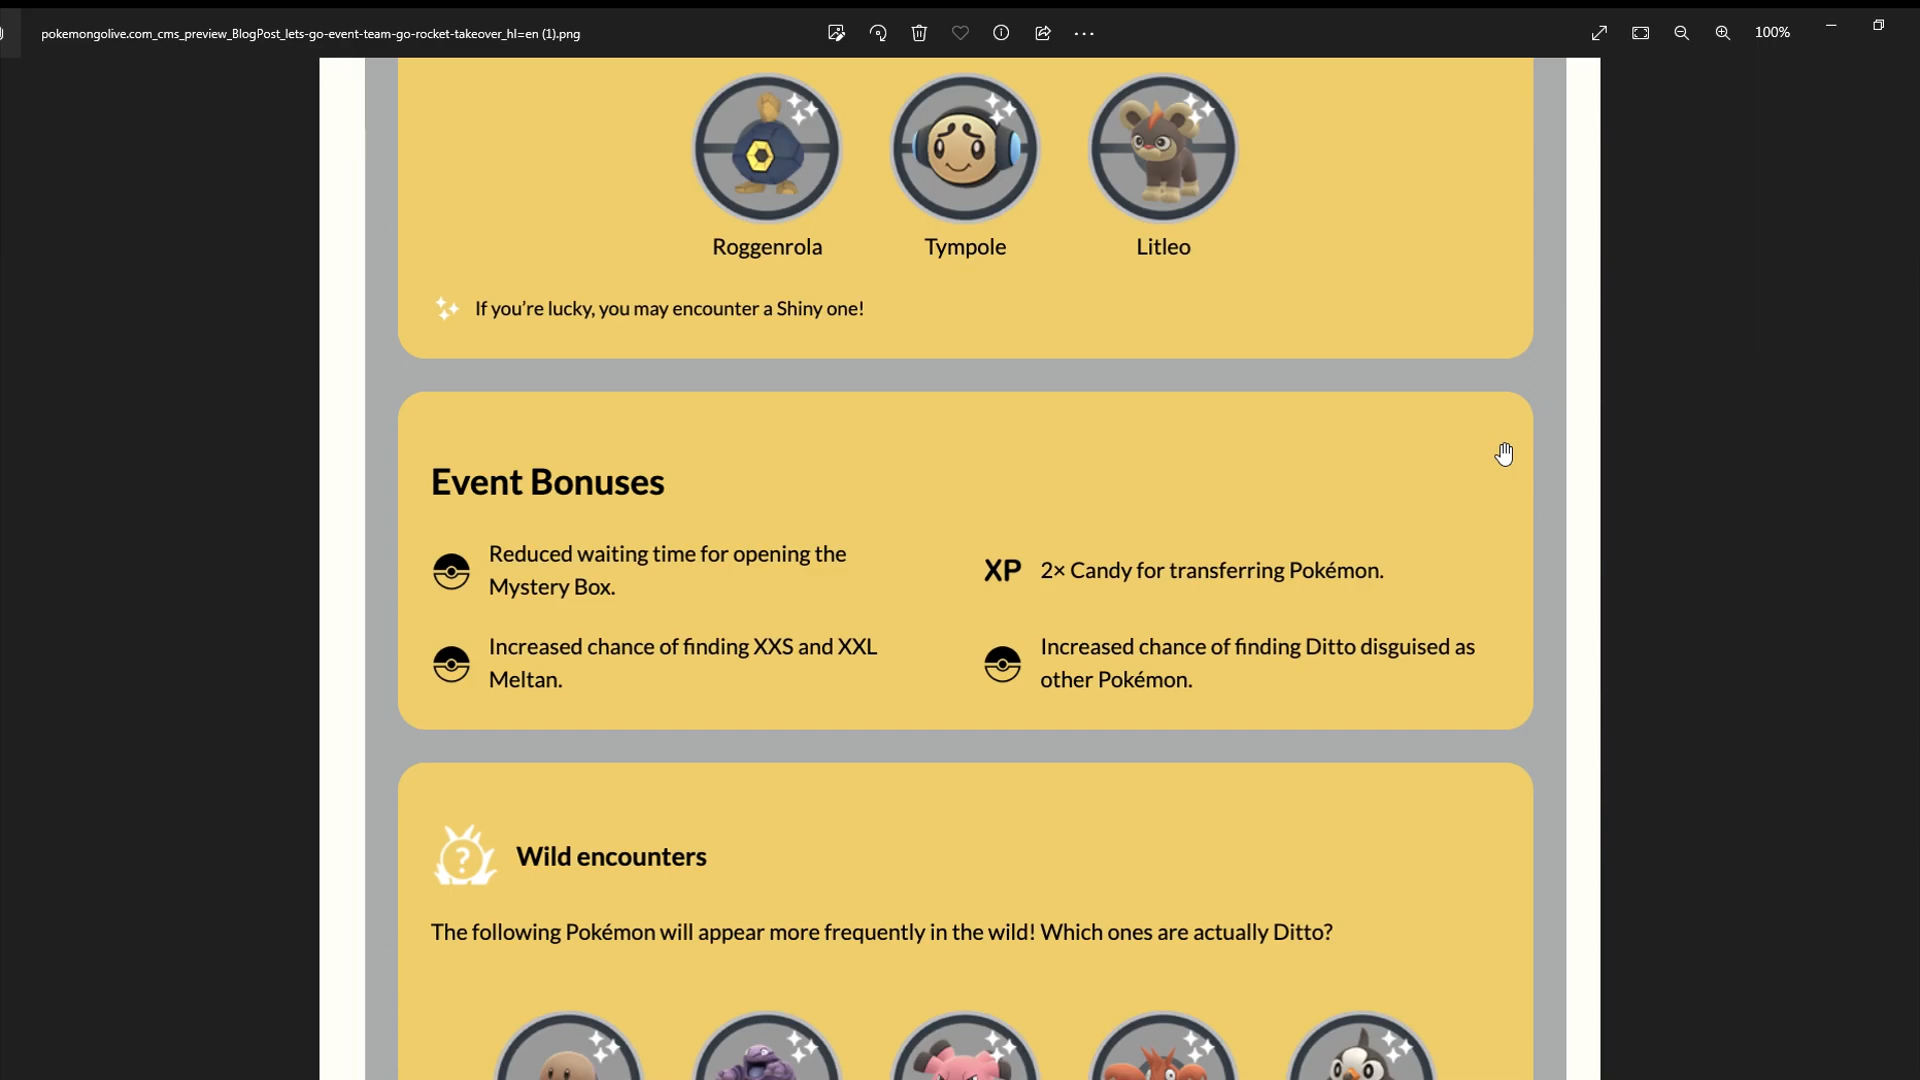 pokemongolive.com_cms_preview_BlogPost_lets-go-event-team-go-rocket-takeover_hl=en (1).png
100%
Roggenrola
Tympole
Litleo
If you're lucky, you may encounter a Shiny one!
Event Bonuses
Reduced waiting time for opening the
Mystery Box.
XP
2× Candy for transferring Pokémon.
Increased chance of finding XXS and XXL
Meltan.
Increased chance of finding Ditto disguised as
other Pokémon.
?
Wild encounters
The following Pokémon will appear more frequently in the wild! Which ones are actually Ditto?